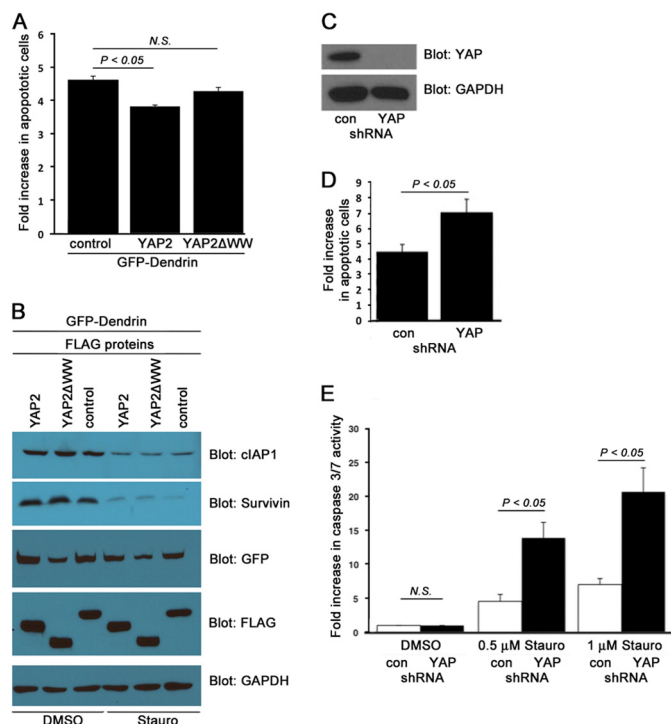 A
Fold increase in apopototic cells
6
5
4
3
2
1
0
N.S.
P < 0.05
control YAP2 YAP2ΔWW
GFP-Dendrin
B
GFP-Dendrin
FLAG proteins
YAP2 YAP2ΔWW control YAP2 YAP2ΔWW control
Blot: cIAP1
Blot: Survivin
Blot: GFP
Blot: FLAG
Blot: GAPDH
DMSO Stauro
C
Blot: YAP
Blot: GAPDH
con YAP
shRNA
D
Fold increase
in apoptotic cells
9
8
7
6
5
4
3
2
1
0
P < 0.05
con YAP
shRNA
E
Fold increase in caspase 3/7 activity
35
30
25
20
15
10
5
0
N.S.
P < 0.05
P < 0.05
DMSO 0.5 µM Stauro 1 µM Stauro
con YAP con YAP con YAP
shRNA shRNA shRNA